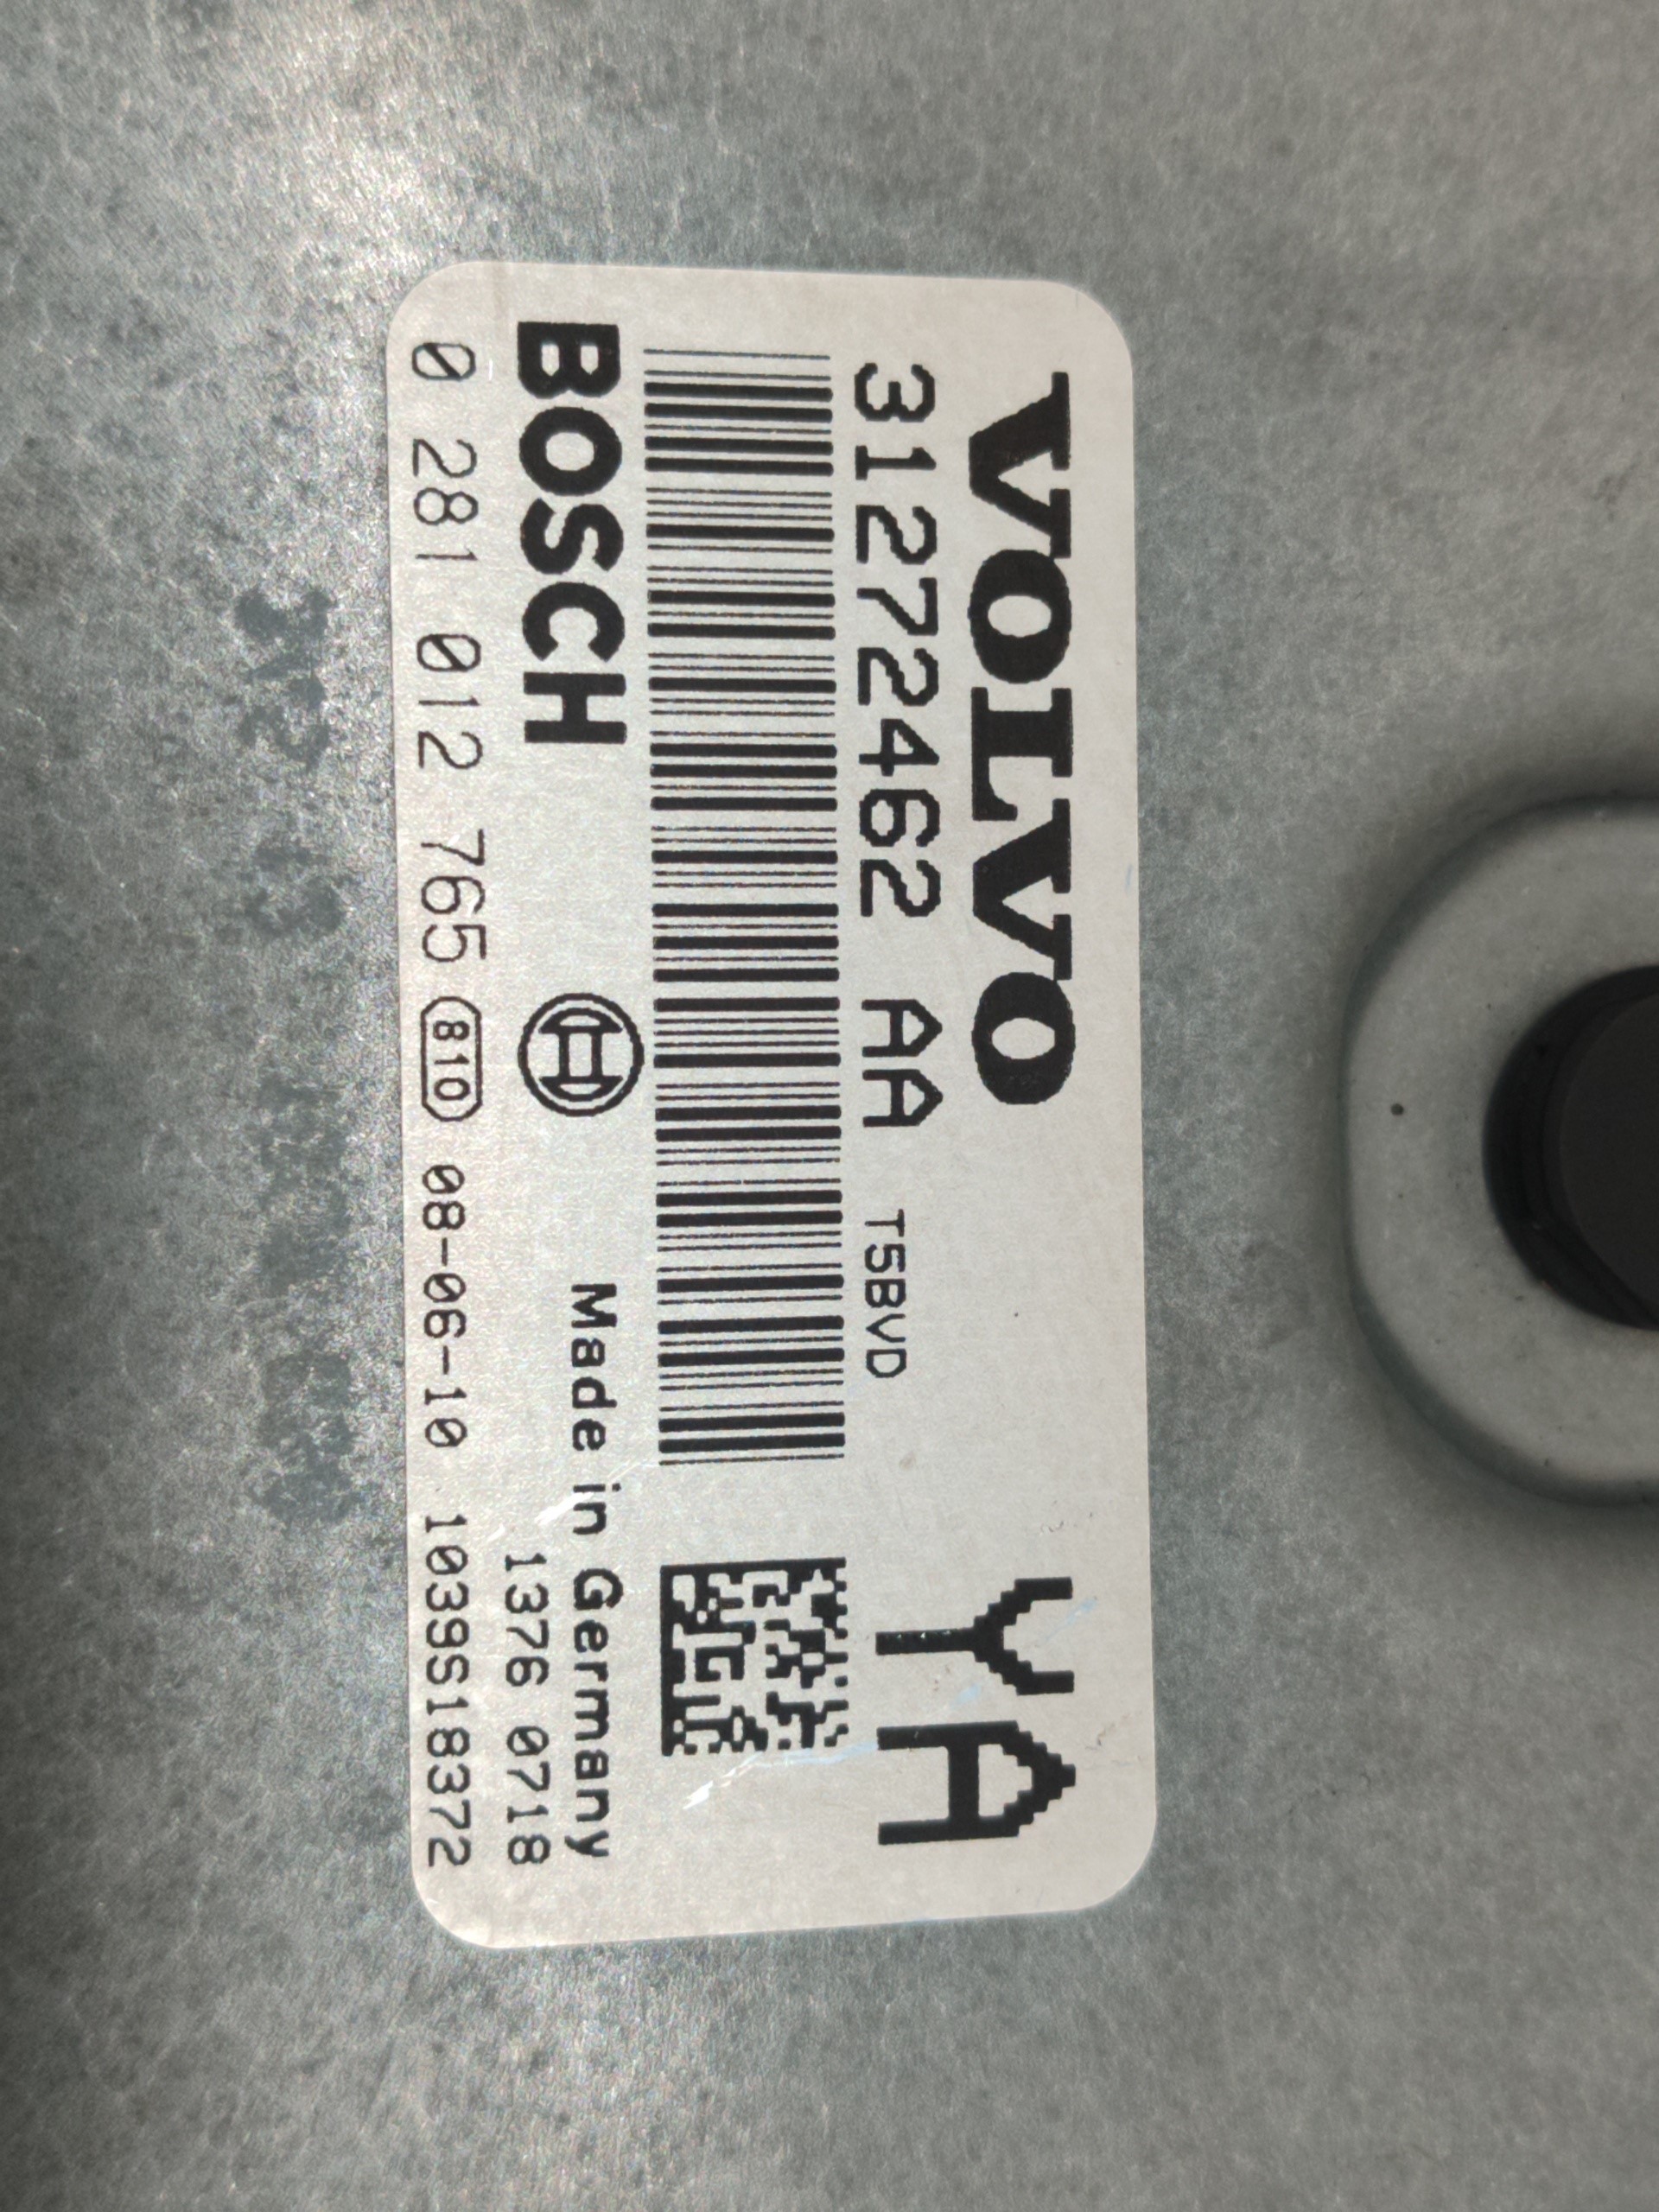 VOLVO
YA
31272462 AA T5BVD
BOSCH
Made in Germany
1376 0718
0 281 012 765 810 08-06-10 1039S18372